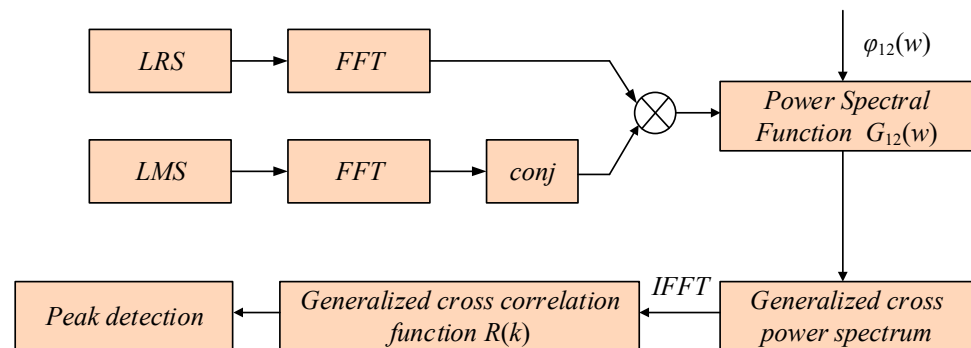 LRS
FFT
φ₁₂(w)
Power Spectral
Function G₁₂(w)
LMS
FFT
conj
IFFT
Peak detection
Generalized cross correlation
function R(k)
Generalized cross
power spectrum